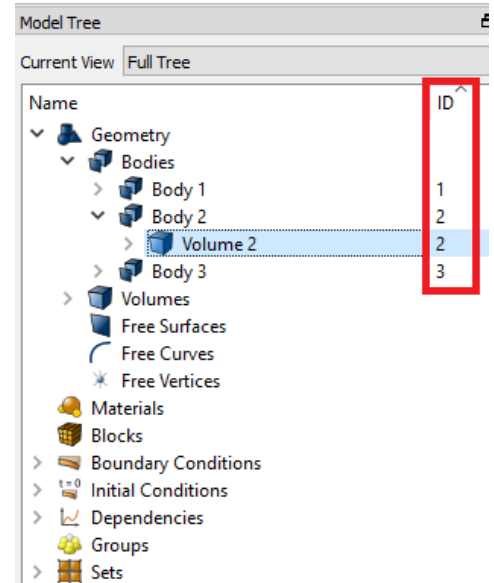 Model Tree
Current View Full Tree
Name ID
Geometry
Bodies
Body 1 1
Body 2 2
Volume 2 2
Body 3 3
Volumes
Free Surfaces
Free Curves
Free Vertices
Materials
Blocks
Boundary Conditions
t=0 Initial Conditions
Dependencies
Groups
Sets